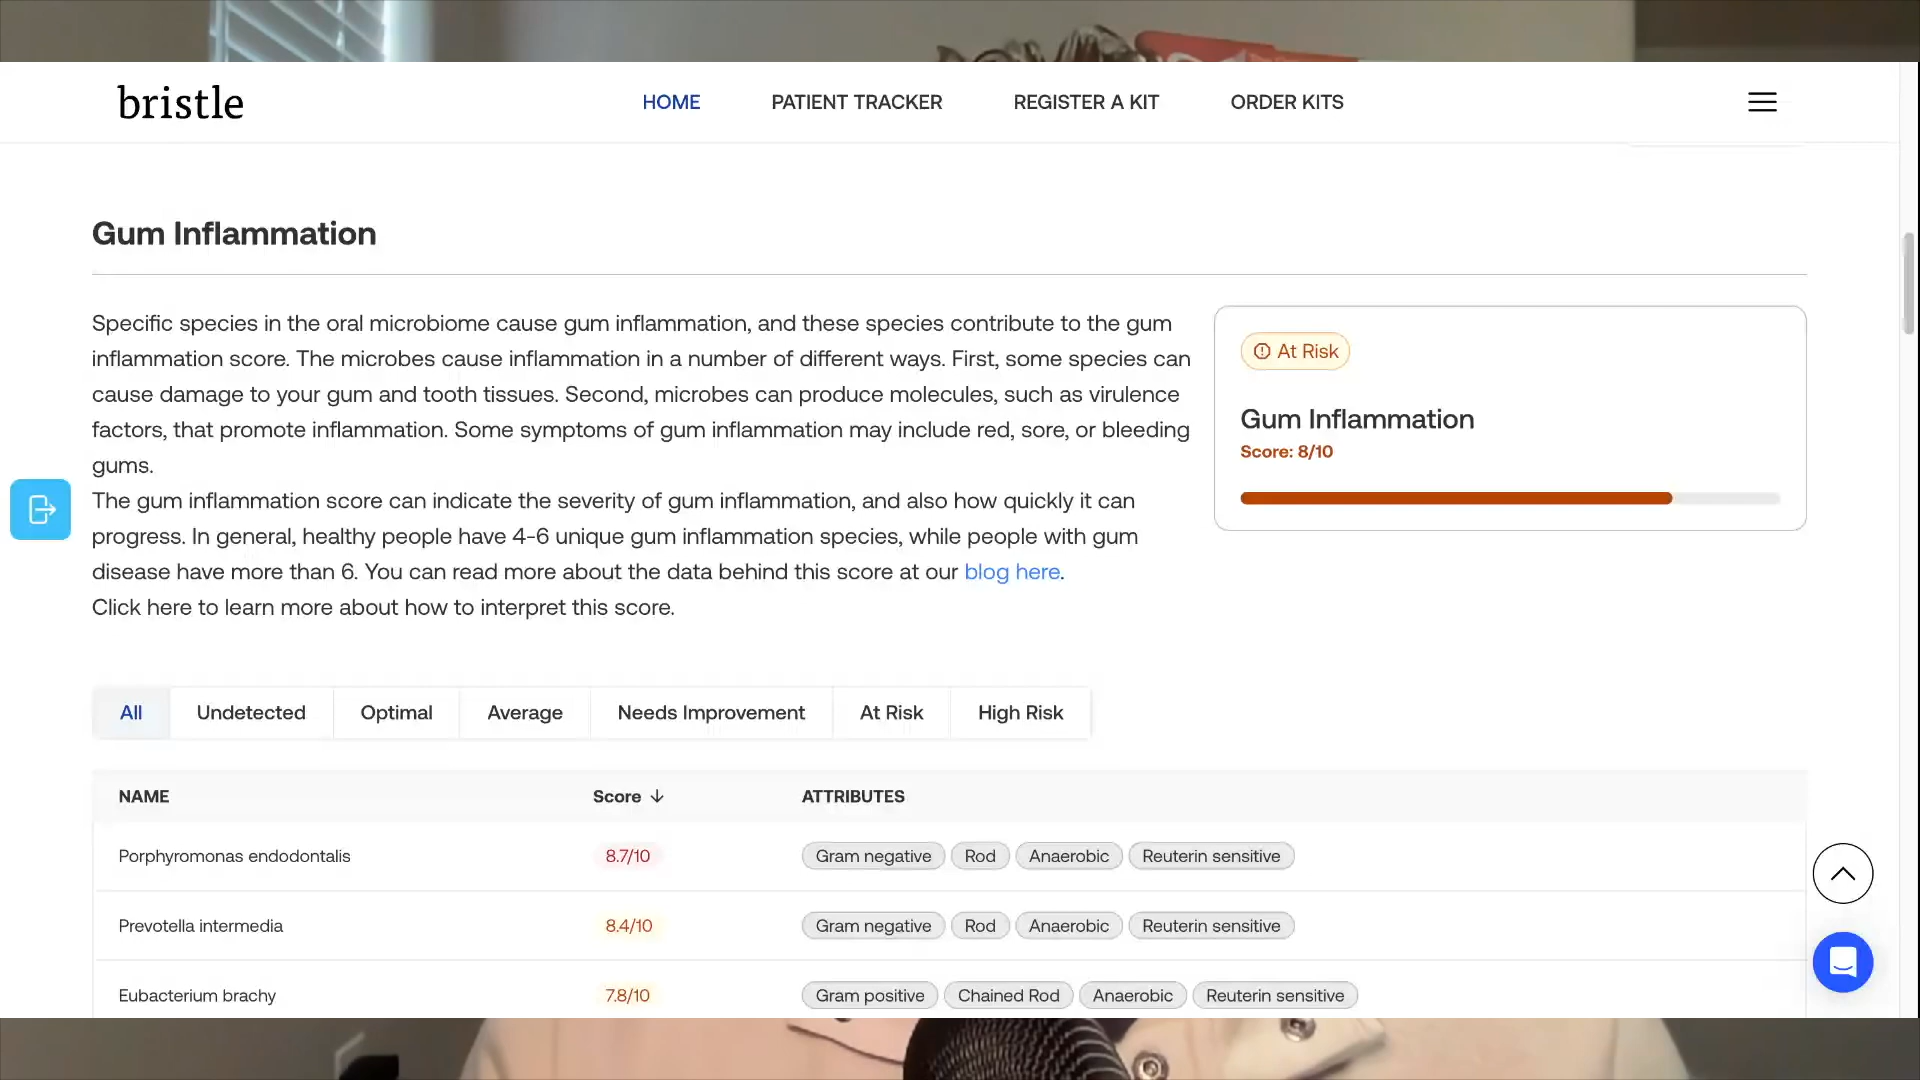 bristle
HOME
PATIENT TRACKER
REGISTER A KIT
ORDER KITS
Gum Inflammation
Specific species in the oral microbiome cause gum inflammation, and these species contribute to the gum
inflammation score. The microbes cause inflammation in a number of different ways. First, some species can
cause damage to your gum and tooth tissues. Second, microbes can produce molecules, such as virulence
factors, that promote inflammation. Some symptoms of gum inflammation may include red, sore, or bleeding
gums.
The gum inflammation score can indicate the severity of gum inflammation, and also how quickly it can
progress. In general, healthy people have 4-6 unique gum inflammation species, while people with gum
disease have more than 6. You can read more about the data behind this score at our blog here.
Click here to learn more about how to interpret this score.
At Risk
Gum Inflammation
Score: 8/10
All
Undetected
Optimal
Average
Needs Improvement
At Risk
High Risk
NAME
Score
ATTRIBUTES
Porphyromonas endodontalis
8.7/10
Gram negative
Rod
Anaerobic
Reuterin sensitive
Prevotella intermedia
8.4/10
Gram negative
Rod
Anaerobic
Reuterin sensitive
Eubacterium brachy
7.8/10
Gram positive
Chained Rod
Anaerobic
Reuterin sensitive